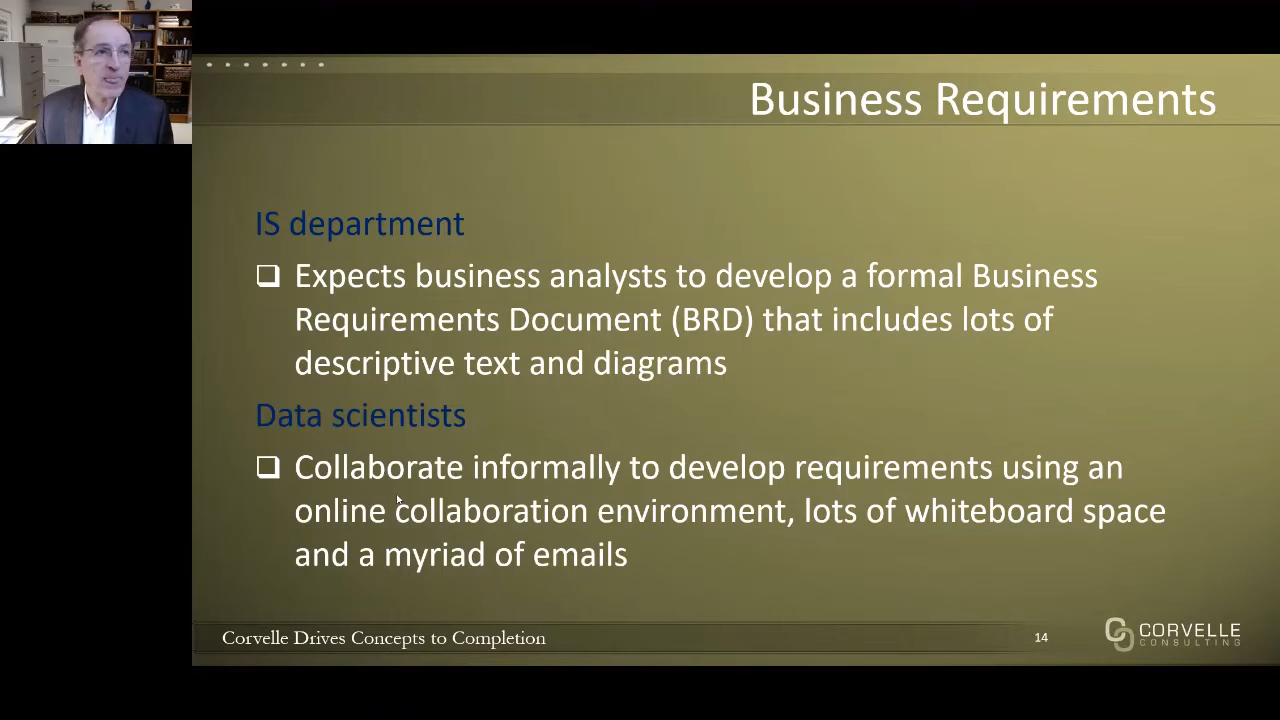 Business Requirements
IS department
Expects business analysts to develop a formal Business
Requirements Document (BRD) that includes lots of
descriptive text and diagrams
Data scientists
Collaborate informally to develop requirements using an
online collaboration environment, lots of whiteboard space
and a myriad of emails
Corvelle Drives Concepts to Completion
14
CORVELLE
CONSULTING